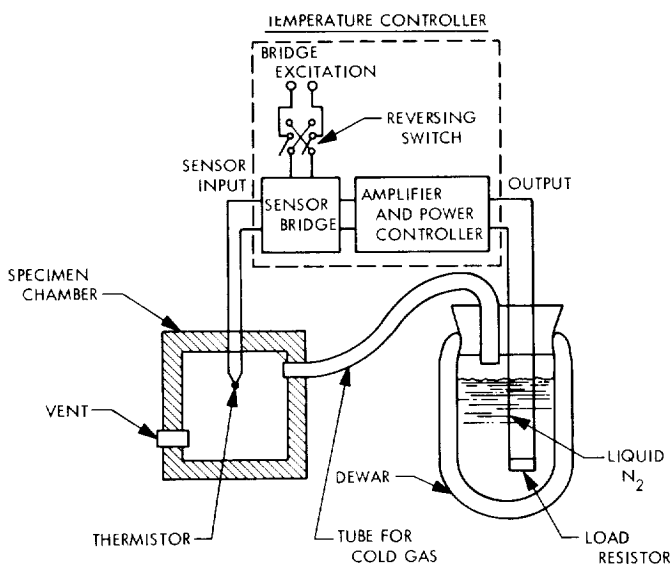 TEMPERATURE CONTROLLER
BRIDGE
EXCITATION
REVERSING
SWITCH
SENSOR
INPUT
SENSOR
BRIDGE
AMPLIFIER
AND POWER
CONTROLLER
OUTPUT
SPECIMEN
CHAMBER
VENT
THERMISTOR
TUBE FOR
COLD GAS
DEWAR
LIQUID
N2
LOAD
RESISTOR